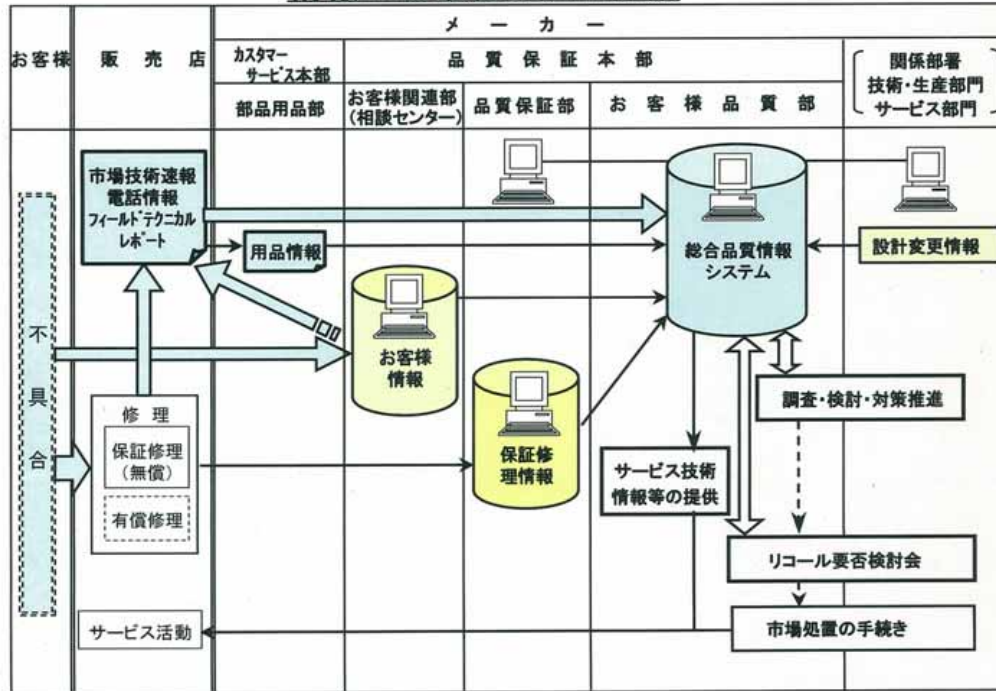 メーカー
お客様
販売店
カスタマー
サービス本部
品質保証本部
関係部署
技術・生産部門
サービス部門
部品用品部
お客様関連部
(相談センター)
品質保証部
お客様品質部
市場技術速報
電話情報
フィールドテクニカル
レポート
用品情報
総合品質情報
システム
設計変更情報
お客様
情報
不具合
調査・検討・対策推進
修理
保証修理
(無償)
有償修理
保証修
理情報
サービス技術
情報等の提供
リコール要否検討会
サービス活動
市場処置の手続き